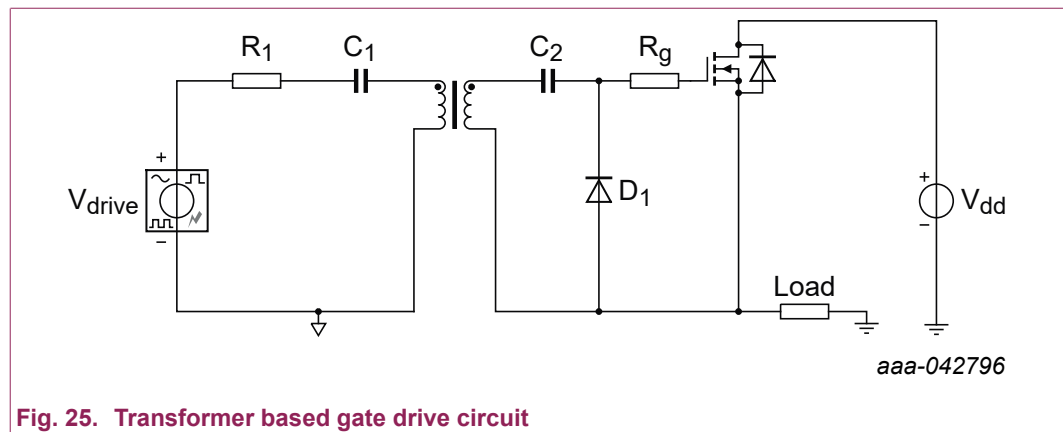 R1 C1 C2 Rg
+
Vdrive
−
D1
+
Vdd
−
Load
aaa-042796
Fig. 25. Transformer based gate drive circuit